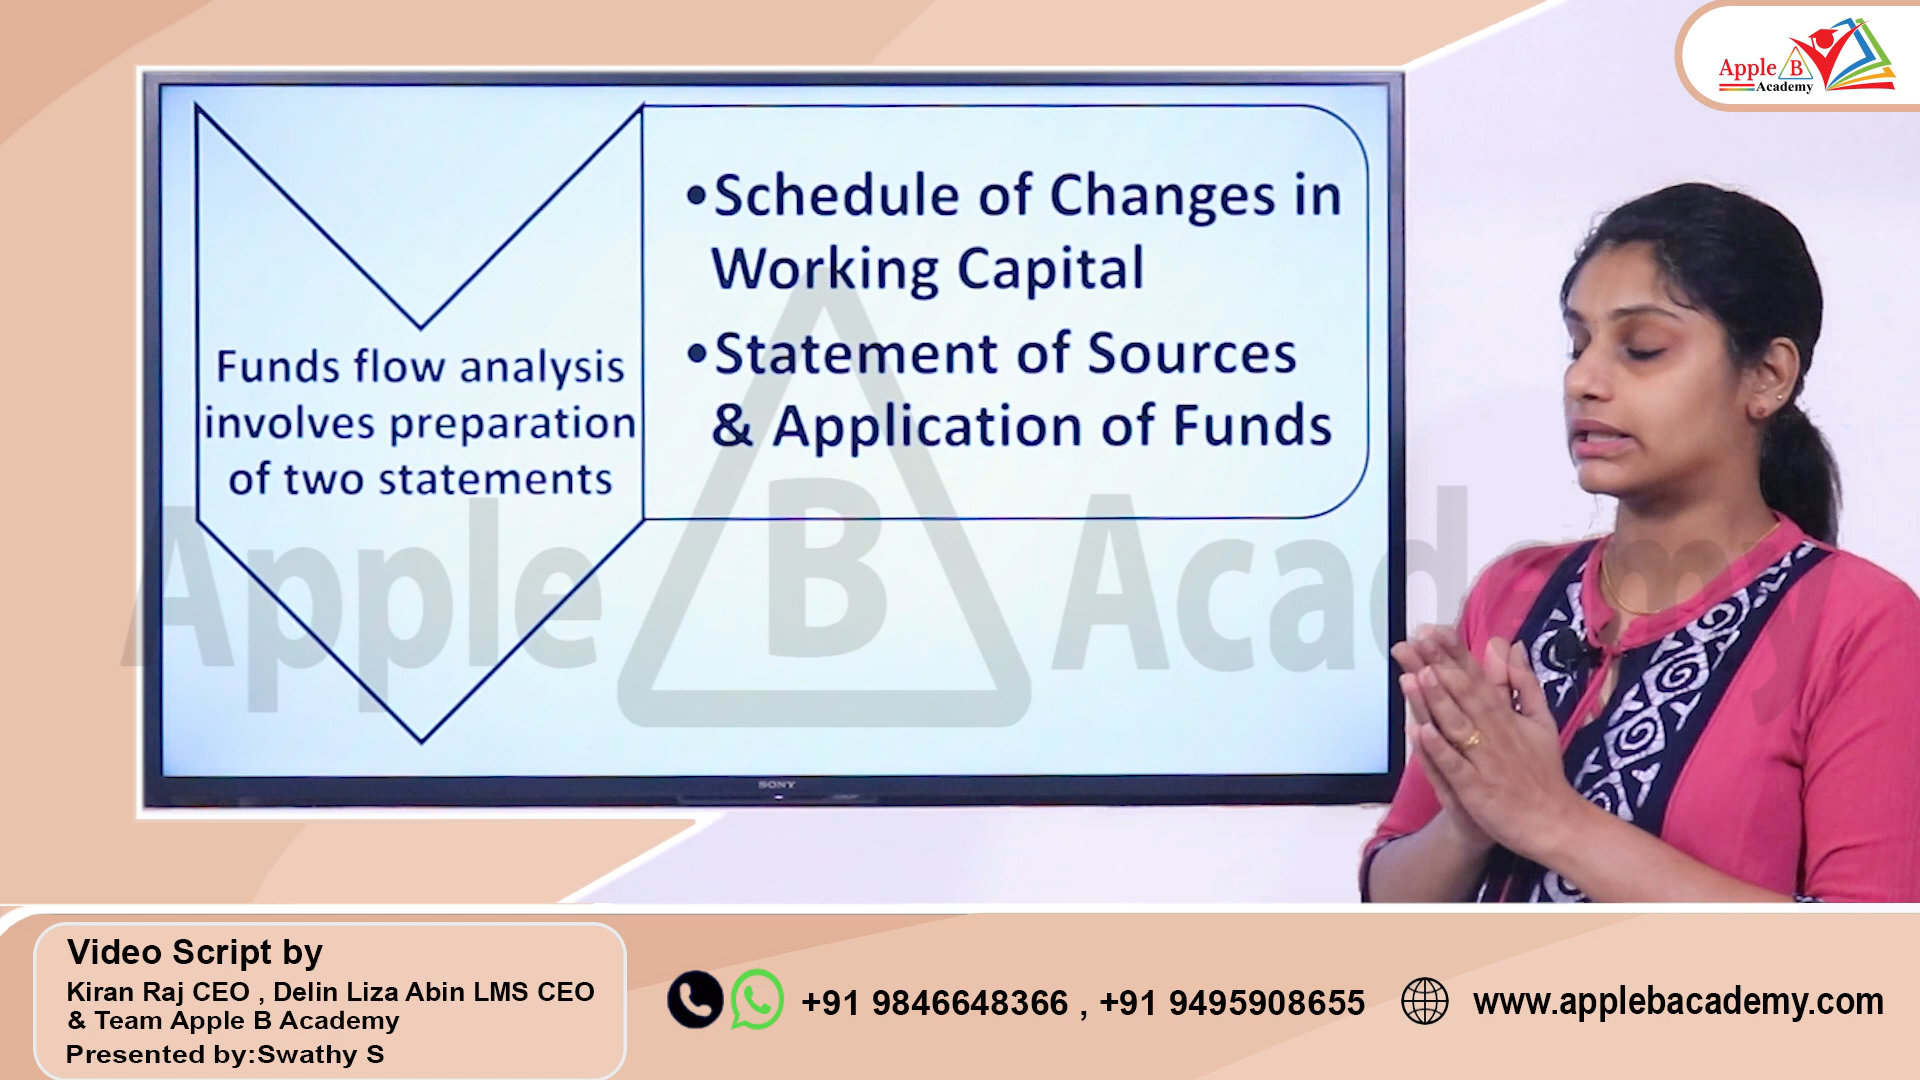 Apple B
Academy
Funds flow analysis
involves preparation
of two statements
•Schedule of Changes in
Working Capital
•Statement of Sources
& Application of Funds
Apple B Academy
SONY
Video Script by
Kiran Raj CEO , Delin Liza Abin LMS CEO
& Team Apple B Academy
Presented by:Swathy S
+91 9846648366 , +91 9495908655
www.applebacademy.com